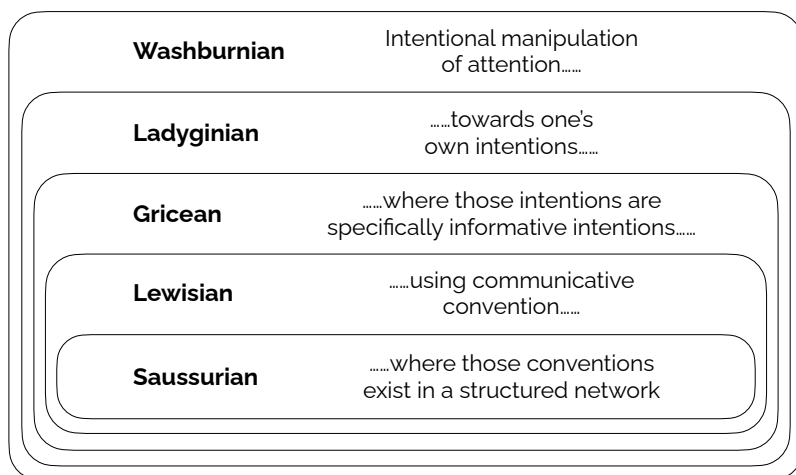 Washburnian
Intentional manipulation
of attention......
Ladyginian
......towards one’s
own intentions......
Gricean
......where those intentions are
specifically informative intentions......
Lewisian
......using communicative
convention......
Saussurian
......where those conventions
exist in a structured network